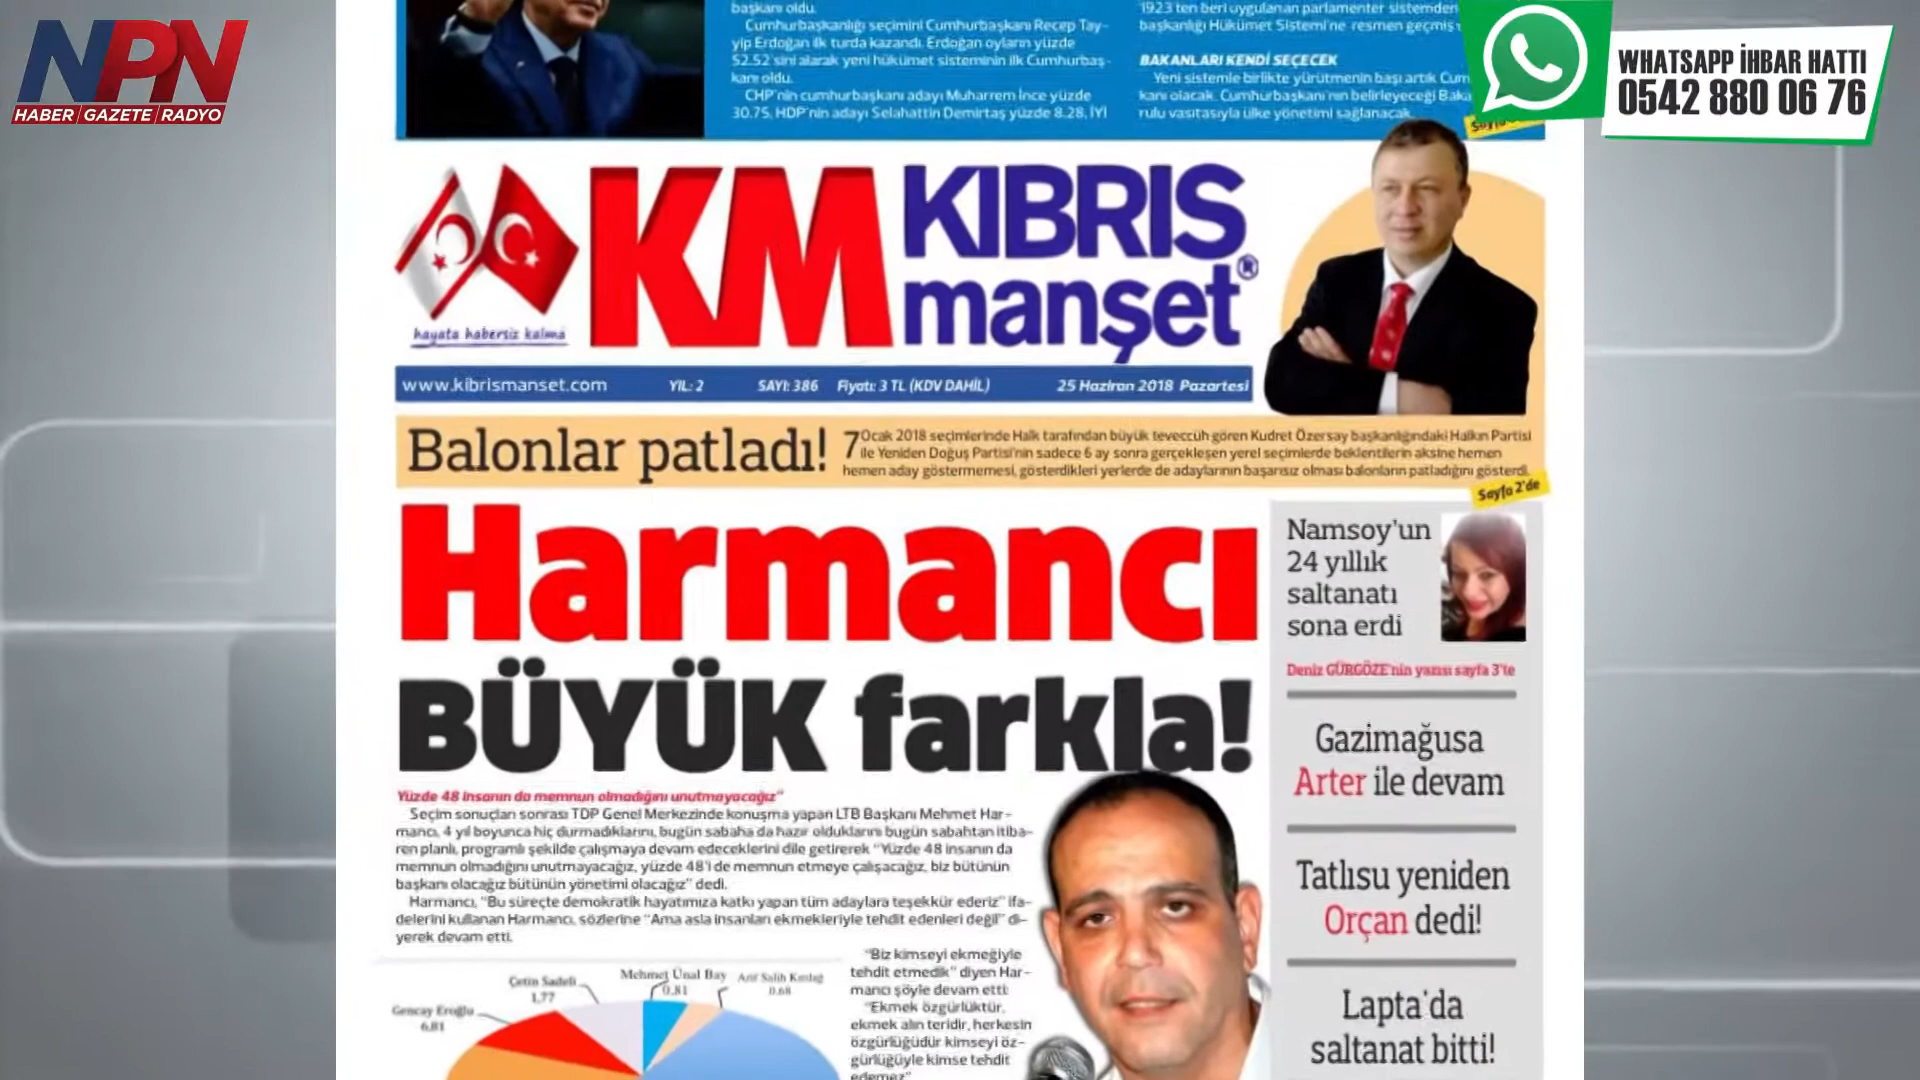 NPN
HABER GAZETE RADYO
WHATSAPP İHBAR HATTI
0542 880 06 76
başkanı oldu.
Cumhurbaşkanlığı seçimini Cumhurbaşkanı Recep Tay-
yip Erdoğan ilk turda kazandı. Erdoğan oyların yüzde
52.52'sini alarak yeni hükümet sisteminin ilk Cumhurbaş-
kanı oldu.
CHP'nin cumhurbaşkanı adayı Muharrem İnce yüzde
30.75, HDP'nin adayı Selahattin Demirtaş yüzde 8.28, İYİ
1923'ten beri uygulanan parlamenter sistemden
başkanlığı Hükümet Sistemi'ne resmen geçmiş
BAKANLARI KENDİ SEÇECEK
Yeni sistemle birlikte yürütmenin başı artık Cum
kanı olacak. Cumhurbaşkanı'nın belirleyeceği Baka
rulu vasıtasıyla ülke yönetimi sağlanacak.
hayata habersiz kalma
KM KIBRIS
manşet®
www.kibrismanset.com YIL: 2 SAYI: 386 Fiyatı: 3 TL (KDV DAHİL) 25 Haziran 2018 Pazartesi
Balonlar patladı!
7 Ocak 2018 seçimlerinde Halk tarafından büyük teveccüh gören Kudret Özersay başkanlığındaki Halkın Partisi
ile Yeniden Doğuş Partisi'nin sadece 6 ay sonra gerçekleşen yerel seçimlerde beklentilerin aksine hemen
hemen aday göstermemesi, gösterdikleri yerlerde de adaylarının başarısız olması balonların patladığını gösterdi.
Sayfa 2'de
Harmancı
BÜYÜK farkla!
Yüzde 48 insanın da memnun olmadığını unutmayacağız"
Seçim sonuçları sonrası TDP Genel Merkezinde konuşma yapan LTB Başkanı Mehmet Har-
mancı, 4 yıl boyunca hiç durmadıklarını, bugün sabaha da hazır olduklarını bugün sabahtan itiba-
ren planlı, programlı şekilde çalışmaya devam edeceklerini dile getirerek "Yüzde 48 insanın da
memnun olmadığını unutmayacağız, yüzde 48'i de memnun etmeye çalışacağız, biz bütünün
başkanı olacağız bütünün yönetimi olacağız" dedi.
Harmancı, "Bu süreçte demokratik hayatımıza katkı yapan tüm adaylara teşekkür ederiz" ifa-
delerini kullanan Harmancı, sözlerine "Ama asla insanları ekmekleriyle tehdit edenleri değil" di-
yerek devam etti.
"Biz kimseyi ekmeğiyle
tehdit etmedik" diyen Har-
mancı şöyle devam etti:
"Ekmek özgürlüktür,
ekmek alın teridir, herkesin
özgürlüğüdür kimseyi öz-
gürlüğüyle kimse tehdit
edemez"
Gencay Eroğlu
6,81
Çetin Sadeli
1,77
Mehmet Ünal Bay
0,81
Arif Salih Kırdağ
0,68
Namsoy'un
24 yıllık
saltanatı
sona erdi
Deniz GÜRGÖZE'nin yazısı sayfa 3'te
Gazimağusa
Arter ile devam
Tatlısu yeniden
Orçan dedi!
Lapta'da
saltanat bitti!